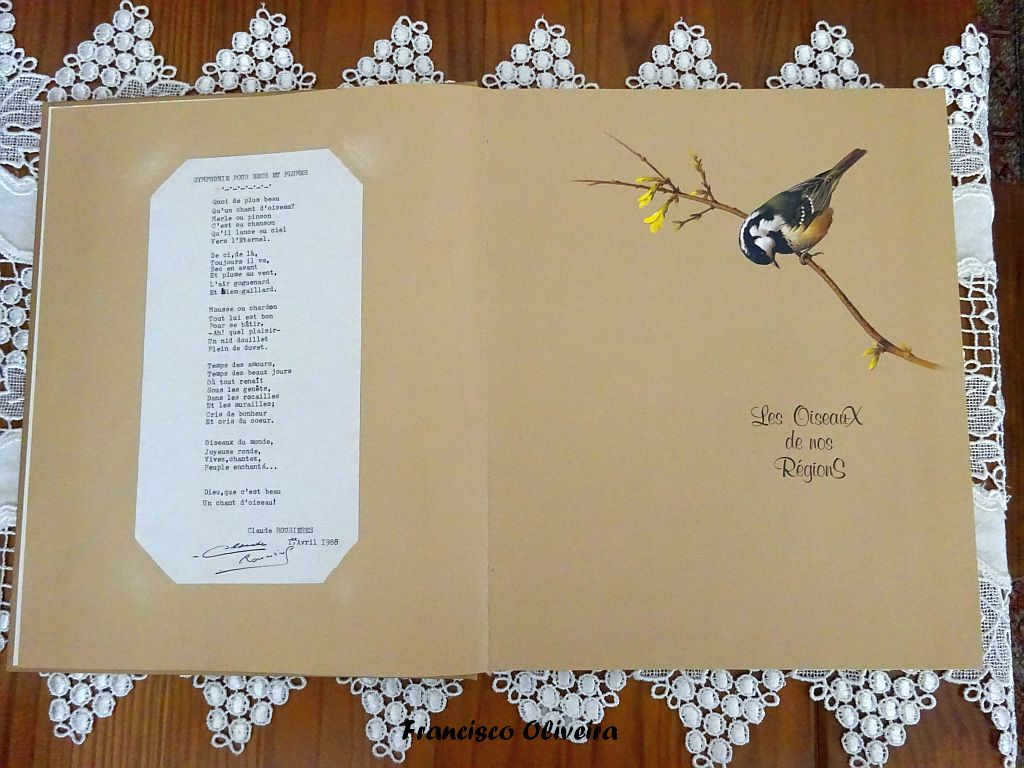 SYMPHONIE POUR BECS ET PLUMES
Quoi de plus beau
Qu'un chant d'oiseau?
Merle ou pinson
C'est sa chanson
Qu'il lance au ciel
Vers l'Eternel.
De ci,de là,
Toujours il va,
Bec en avant
Et plume au vent,
L'air goguenard
Et bien gaillard.
Mousse ou chardon
Tout lui est bon
Pour se bâtir,
-Ah! quel plaisir-
Un nid douillet
Plein de duvet.
Temps des amours,
Temps des beaux jours
Où tout renaît
Sous les genêts,
Dans les rocailles
Et les murailles;
Cris de bonheur
Et cris du coeur.
Oiseaux du monde,
Joyeuse ronde,
Vivez,chantez,
Peuple enchanté...
Dieu,que c'est beau
Un chant d'oiseau!
Claude ROUSIERES
1er Avril 1988
Claude
Les OiseauX
de nos
RégionS
Francisco Oliveira